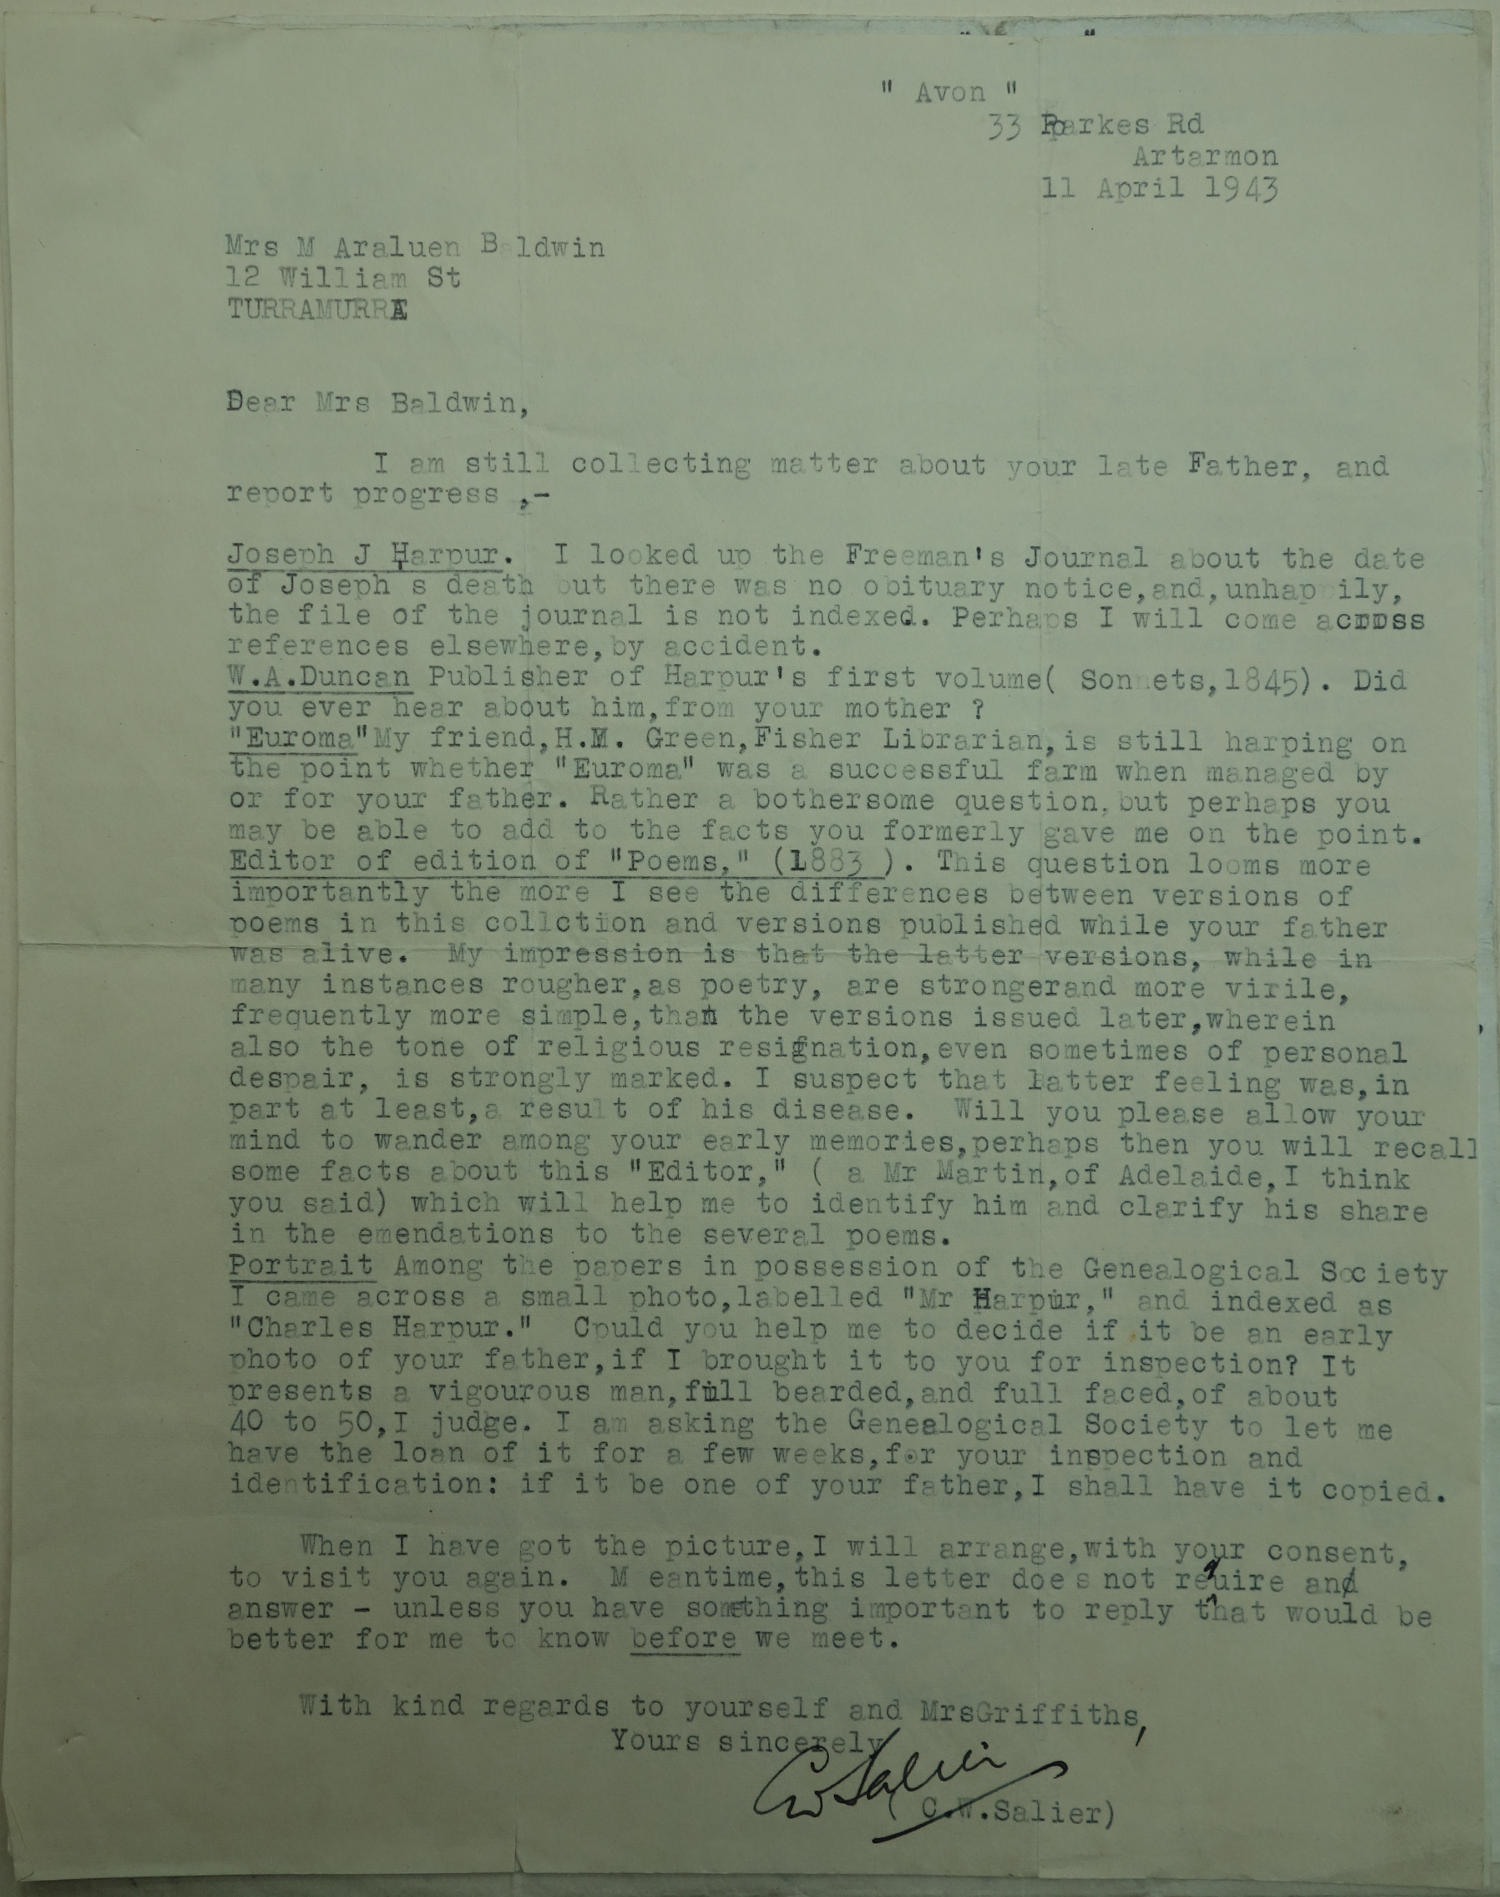 " Avon "
33 Parkes Rd
Artarmon
11 April 1943
Mrs M Araluen Baldwin
12 William St
TURRAMURRA
Dear Mrs Baldwin,
I am still collecting matter about your late Father, and
report progress ,-
Joseph J Harpur. I looked up the Freeman's Journal about the date
of Joseph s death but there was no obituary notice,and,unhappily,
the file of the journal is not indexed. Perhaps I will come across
references elsewhere,by accident.
W.A.Duncan Publisher of Harpur's first volume( Sonnets,1845). Did
you ever hear about him,from your mother ?
"Euroma"My friend,H.M. Green,Fisher Librarian,is still harping on
the point whether "Euroma" was a successful farm when managed by
or for your father. Rather a bothersome question,but perhaps you
may be able to add to the facts you formerly gave me on the point.
Editor of edition of "Poems," (1883 ). This question looms more
importantly the more I see the differences between versions of
poems in this collction and versions published while your father
was alive. My impression is that the latter versions, while in
many instances rougher,as poetry, are strongerand more virile,
frequently more simple,than the versions issued later,wherein
also the tone of religious resignation,even sometimes of personal
despair, is strongly marked. I suspect that latter feeling was,in
part at least,a result of his disease. Will you please allow your
mind to wander among your early memories,perhaps then you will recall
some facts about this "Editor," ( a Mr Martin,of Adelaide,I think
you said) which will help me to identify him and clarify his share
in the emendations to the several poems.
Portrait Among the papers in possession of the Genealogical Society
I came across a small photo,labelled "Mr Harpur," and indexed as
"Charles Harpur." Could you help me to decide if it be an early
photo of your father,if I brought it to you for inspection? It
presents a vigourous man,full bearded,and full faced,of about
40 to 50,I judge. I am asking the Genealogical Society to let me
have the loan of it for a few weeks,for your inspection and
identification: if it be one of your father,I shall have it copied.
When I have got the picture,I will arrange,with your consent,
to visit you again. M eantime,this letter does not require and
answer - unless you have something important to reply that would be
better for me to know before we meet.
With kind regards to yourself and MrsGriffiths,
Yours sincerely
CW Salier
( C.W.Salier)